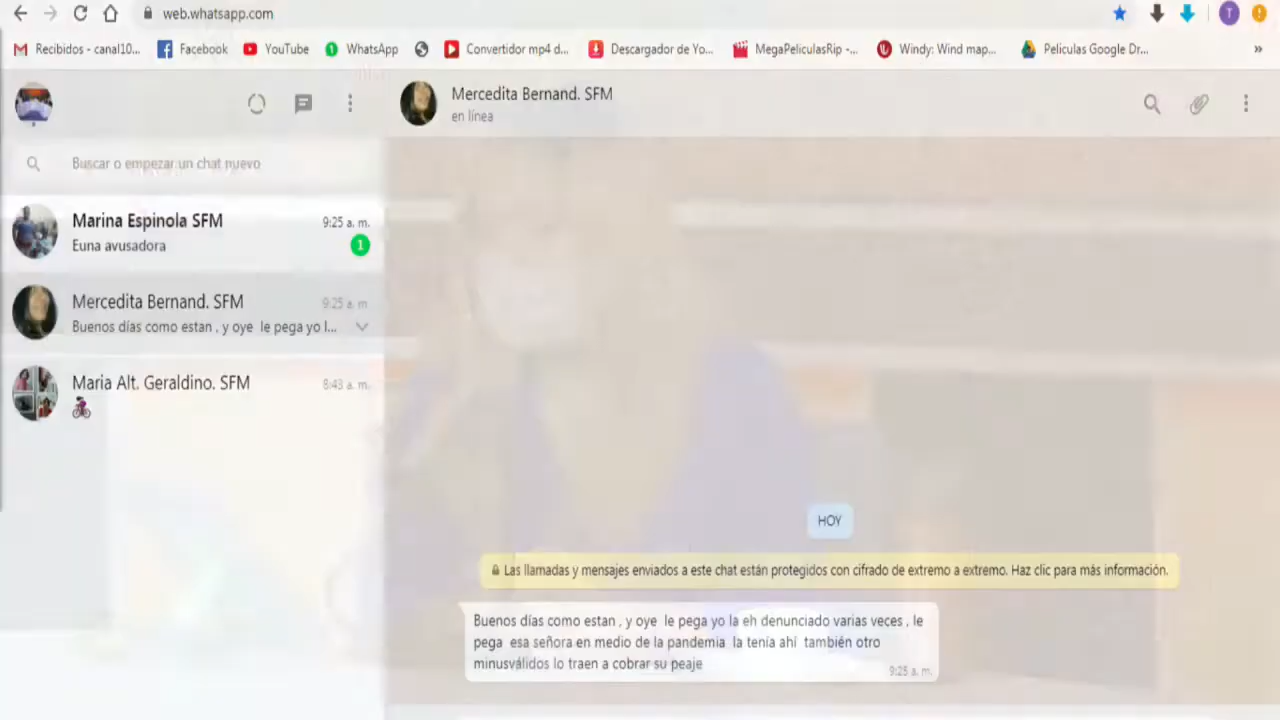 web.whatsapp.com
T
Recibidos - canal10...
Facebook
YouTube
WhatsApp
Convertidor mp4 d...
Descargador de Yo...
MegaPeliculasRip -...
Windy: Wind map...
Peliculas Google Dr...
»
Mercedita Bernand. SFM
en línea
Buscar o empezar un chat nuevo
Marina Espinola SFM 9:25 a. m.
Euna avusadora 1
Mercedita Bernand. SFM 9:25 a. m
Buenos días como estan , y oye le pega yo l...
Maria Alt. Geraldino. SFM 8:43 a. m.
HOY
Las llamadas y mensajes enviados a este chat están protegidos con cifrado de extremo a extremo. Haz clic para más información.
Buenos días como estan , y oye le pega yo la eh denunciado varias veces , le
pega esa señora en medio de la pandemia la tenía ahí también otro
minusválidos lo traen a cobrar su peaje
9:25 a. m.